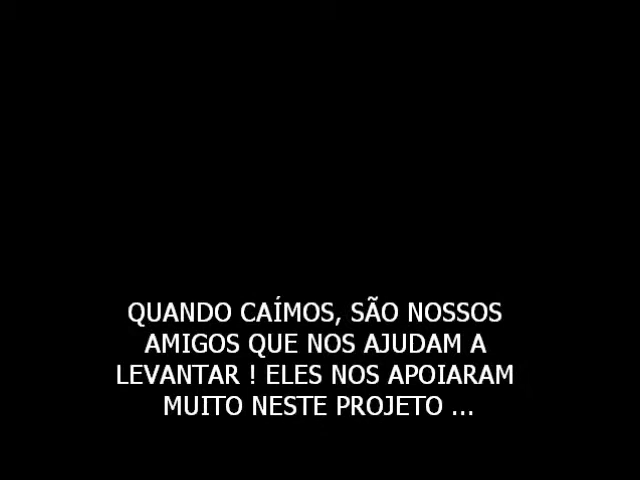 QUANDO CAÍMOS, SÃO NOSSOS
AMIGOS QUE NOS AJUDAM A
LEVANTAR ! ELES NOS APOIARAM
MUITO NESTE PROJETO ...